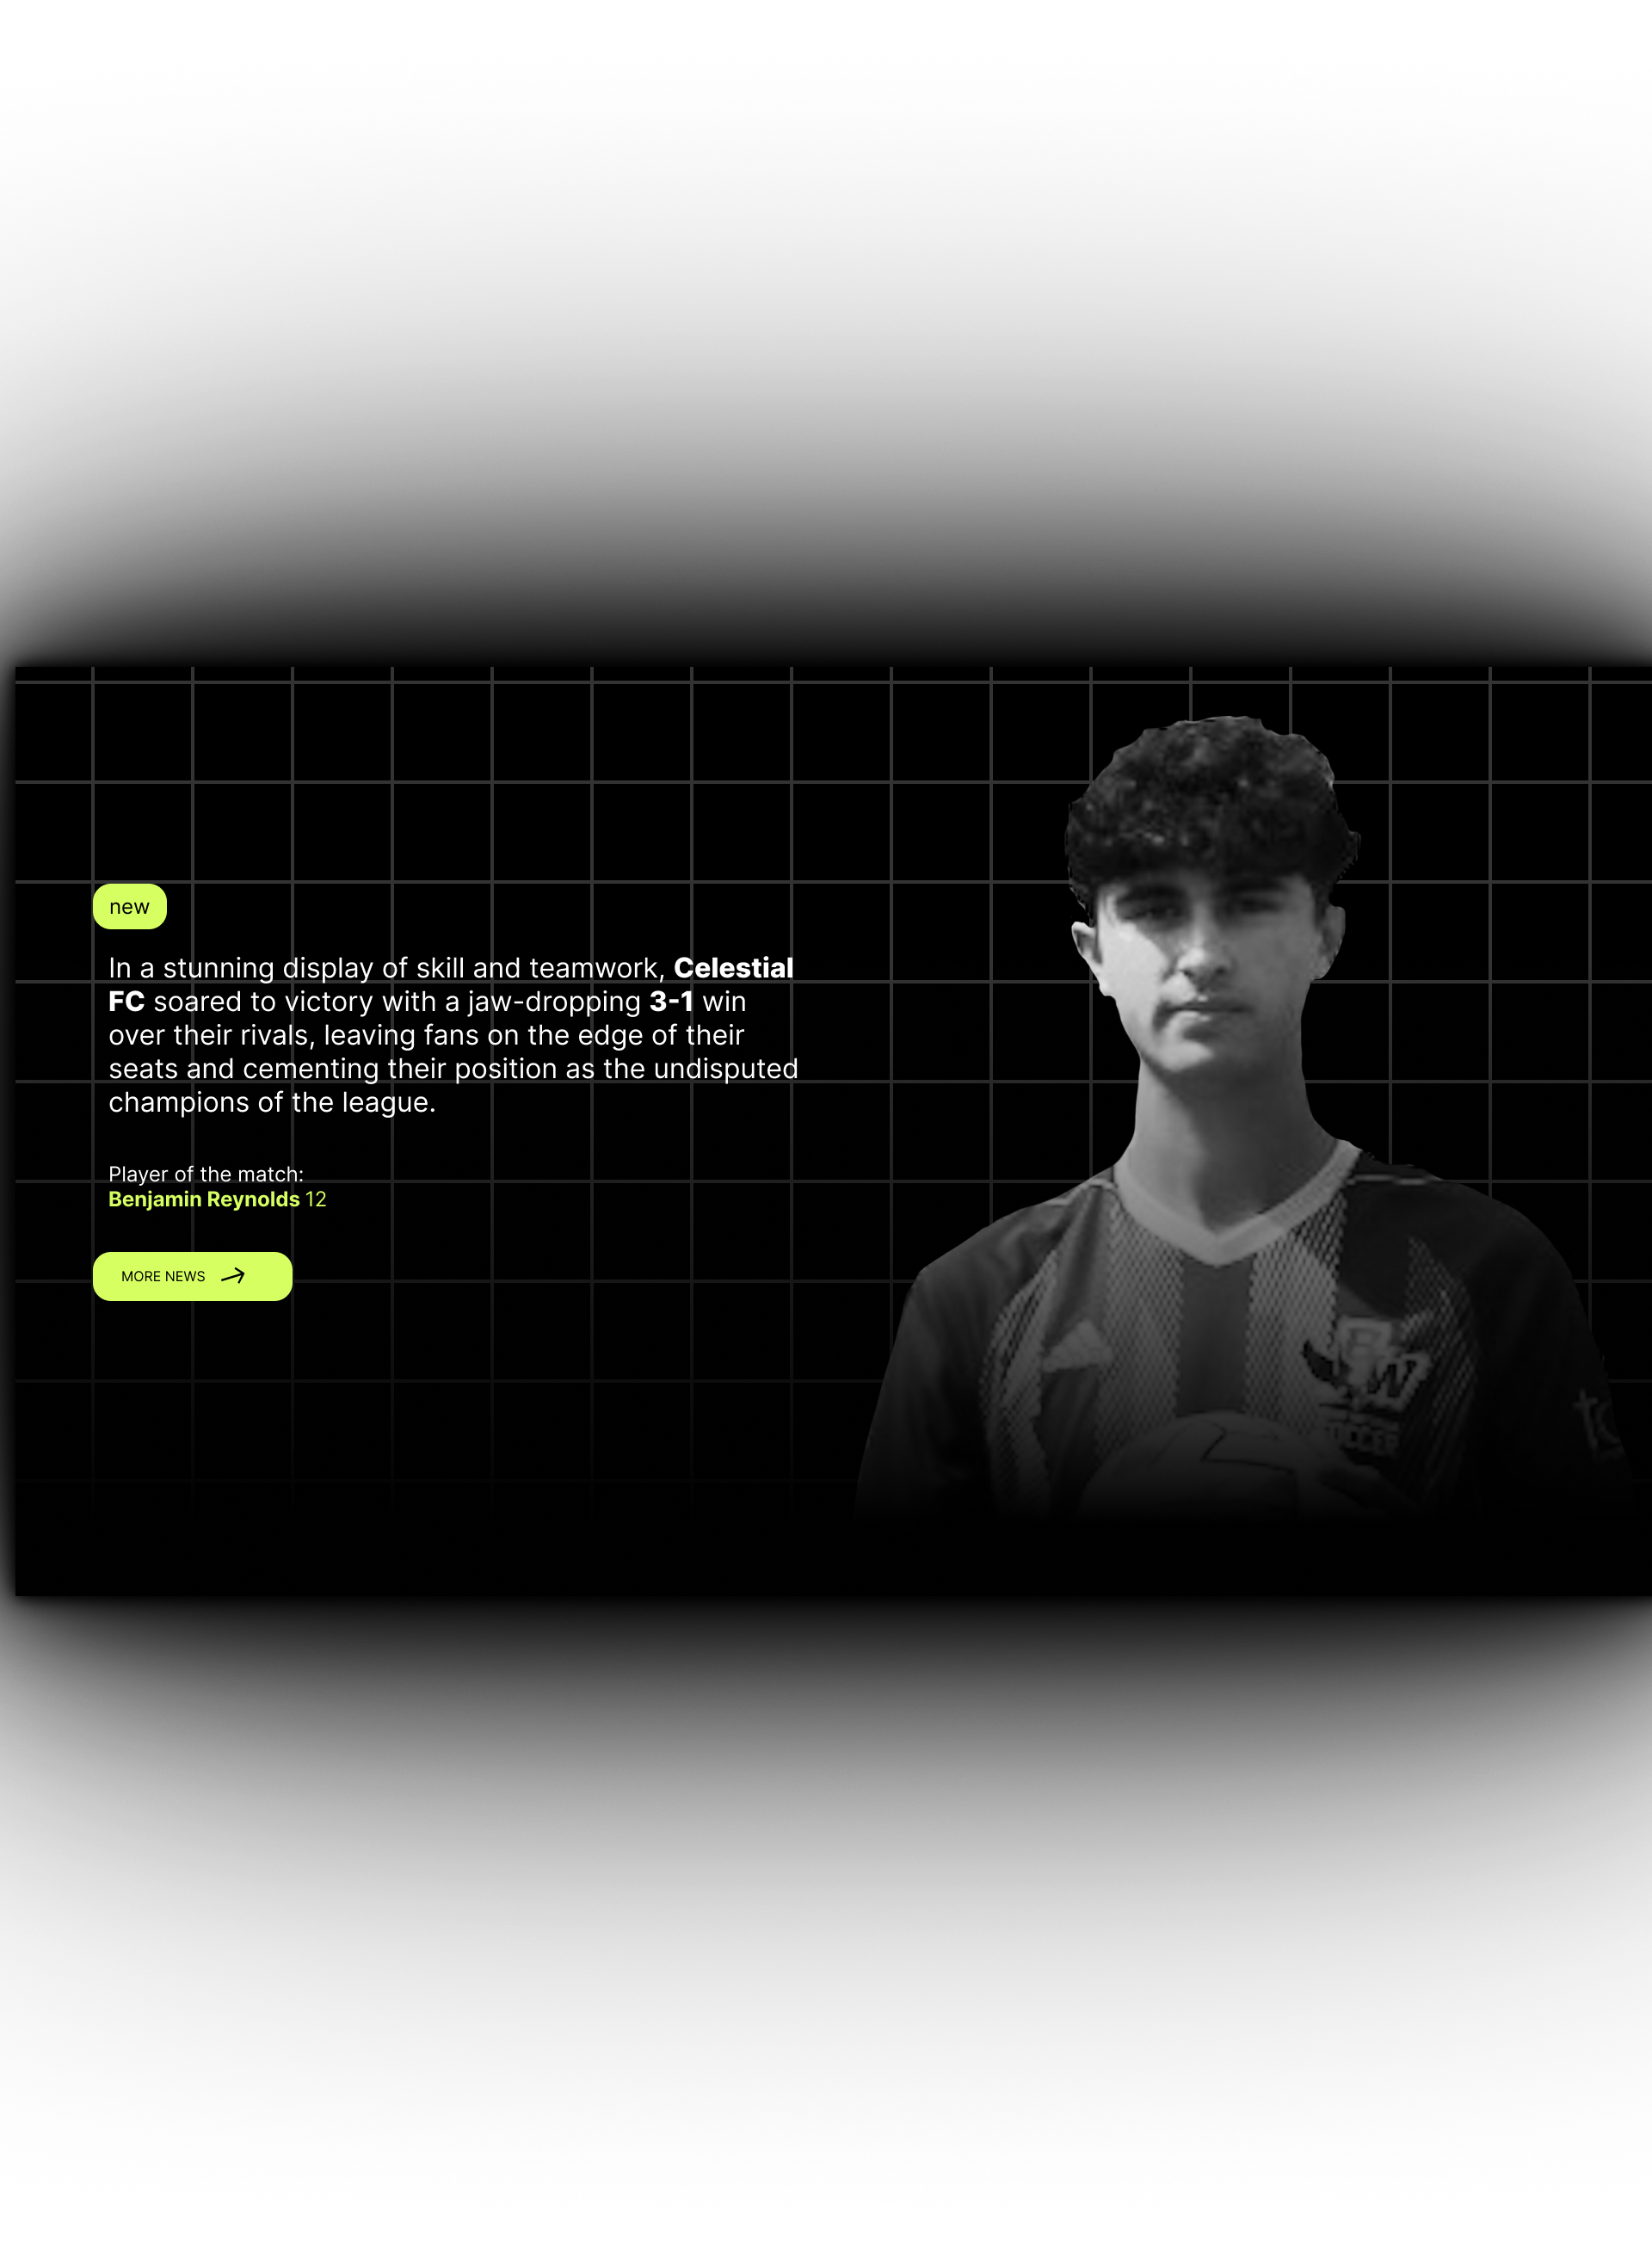 new
In a stunning display of skill and teamwork, Celestial
FC soared to victory with a jaw-dropping 3-1 win
over their rivals, leaving fans on the edge of their
seats and cementing their position as the undisputed
champions of the league.
Player of the match:
Benjamin Reynolds 12
MORE NEWS
SOCCER